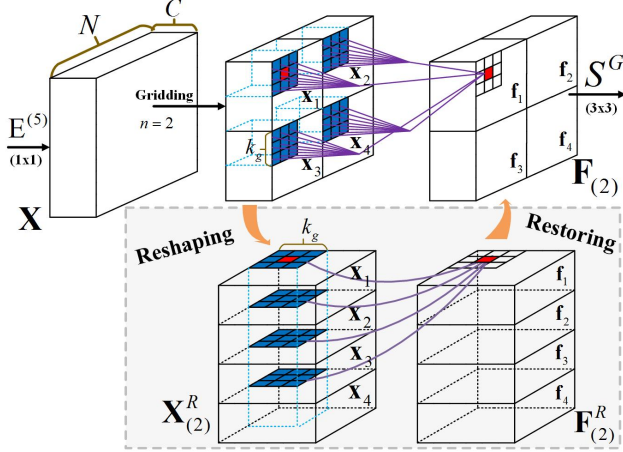 N
C
E^{(5)}
(1x1)
X
Gridding
n = 2
x_1
x_2
x_3
x_4
k_g
f_1
f_2
f_3
f_4
S^G
(3x3)
F_{(2)}
Reshaping
Restoring
k_g
x_1
x_2
x_3
x_4
X^R_{(2)}
f_1
f_2
f_3
f_4
F^R_{(2)}